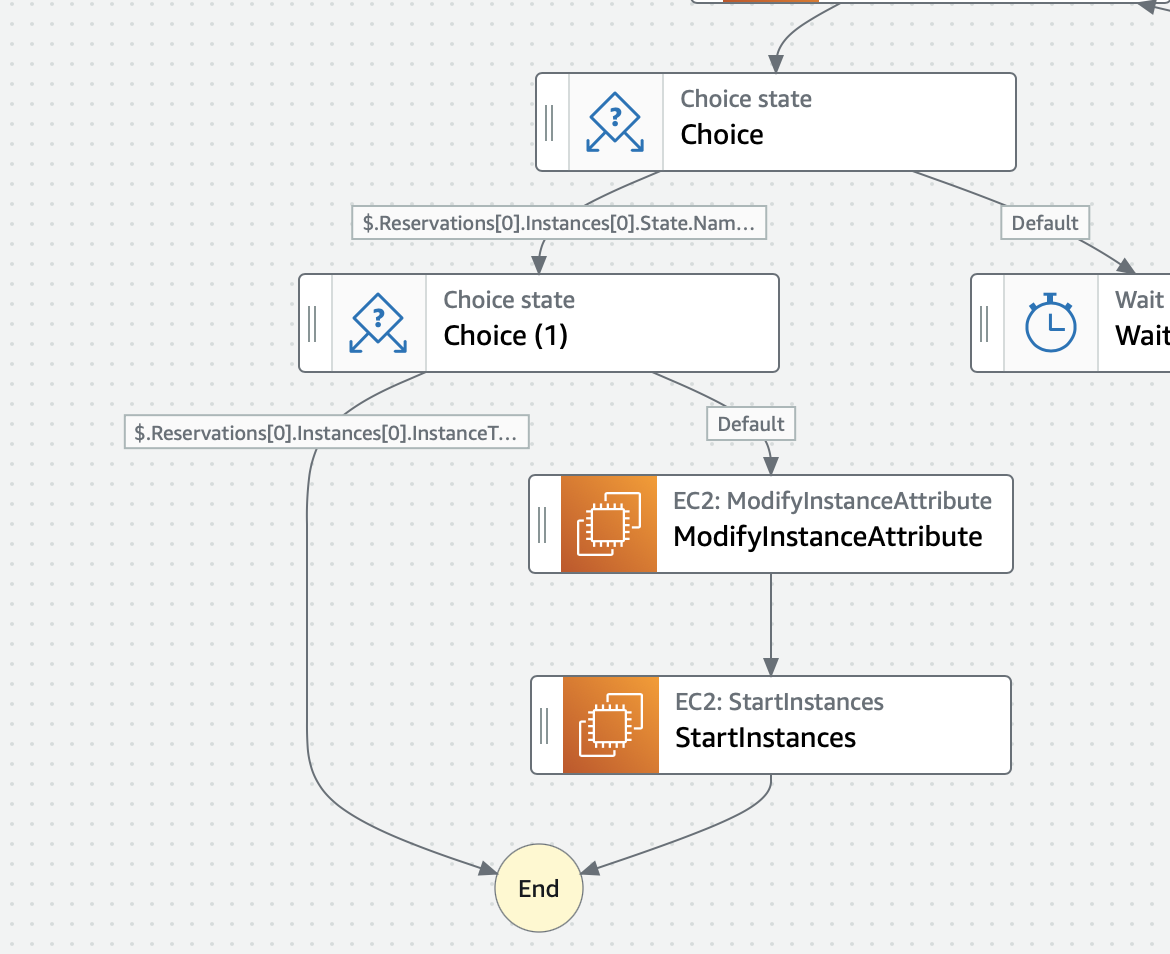 Choice state
Choice
$.Reservations[0].Instances[0].State.Nam...
Default
Choice state
Choice (1)
Wait
Wait
$.Reservations[0].Instances[0].InstanceT...
Default
EC2: ModifyInstanceAttribute
ModifyInstanceAttribute
EC2: StartInstances
StartInstances
End